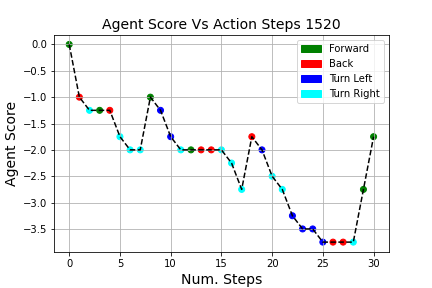 Agent Score Vs Action Steps 1520
Agent Score
0.0
−0.5
−1.0
−1.5
−2.0
−2.5
−3.0
−3.5
Forward
Back
Turn Left
Turn Right
0 5 10 15 20 25 30
Num. Steps